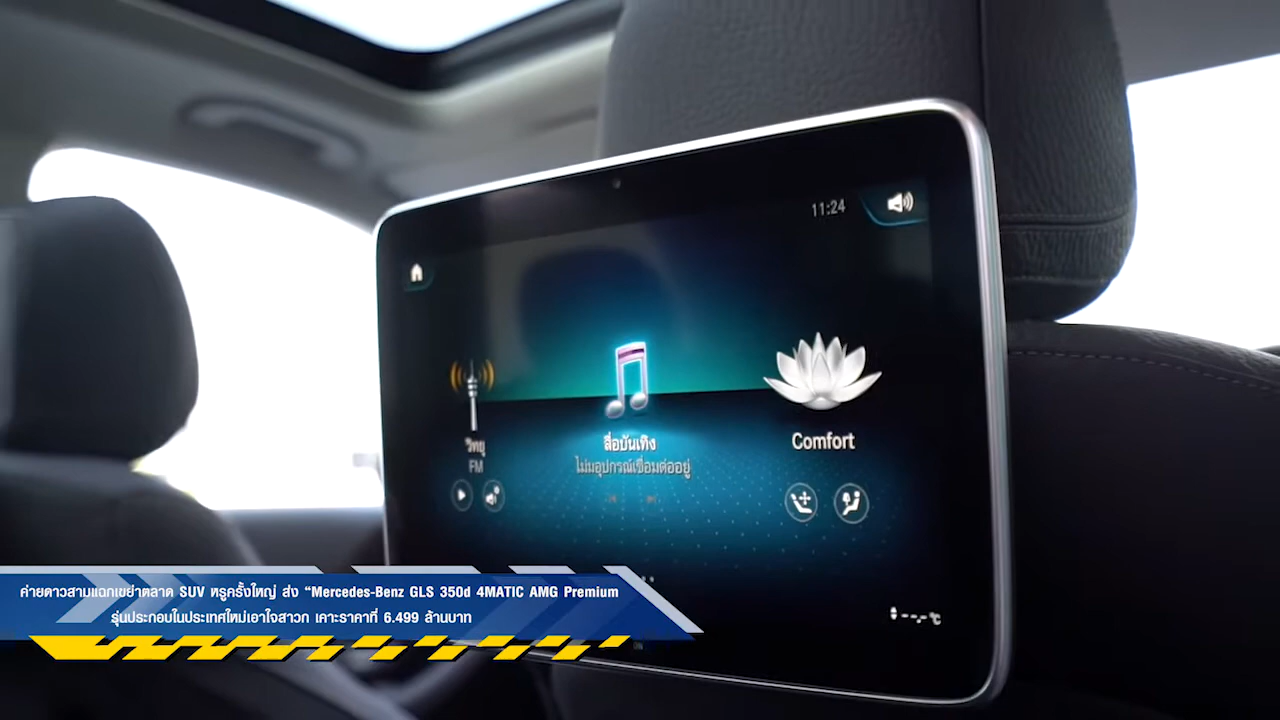 11:24
วิทยุ
FM
สื่อบันเทิง
ไม่มีอุปกรณ์เชื่อมต่ออยู่
Comfort
ค่ายดาวสามแฉกเขย่าตลาด SUV หรูครั้งใหญ่ ส่ง “Mercedes-Benz GLS 350d 4MATIC AMG Premium
รุ่นประกอบในประเทศใหม่เอาใจสาวก เคาะราคาที่ 6.499 ล้านบาท
--.-°C